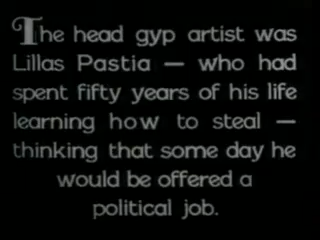 The head gyp artist was
Lillas Pastia — who had
spent fifty years of his life
learning how to steal —
thinking that some day he
would be offered a
political job.